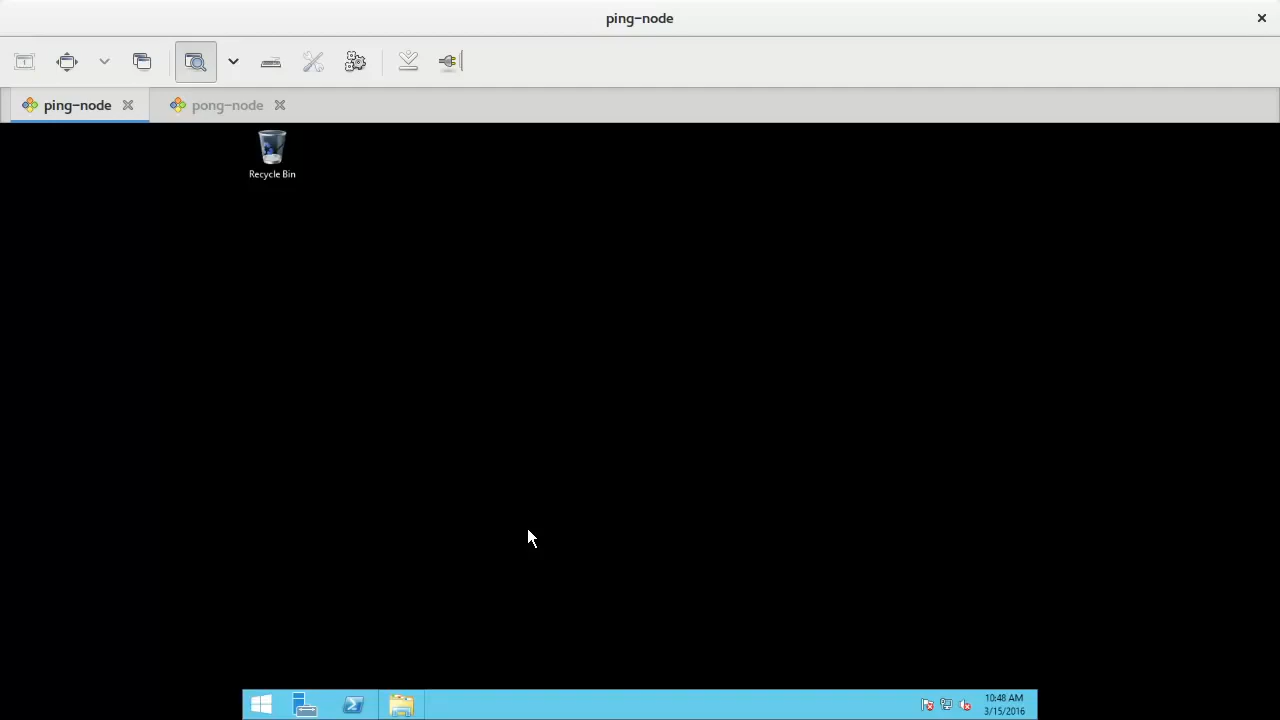 ping-node
ping-node
pong-node
Recycle Bin
10:48 AM
3/15/2016